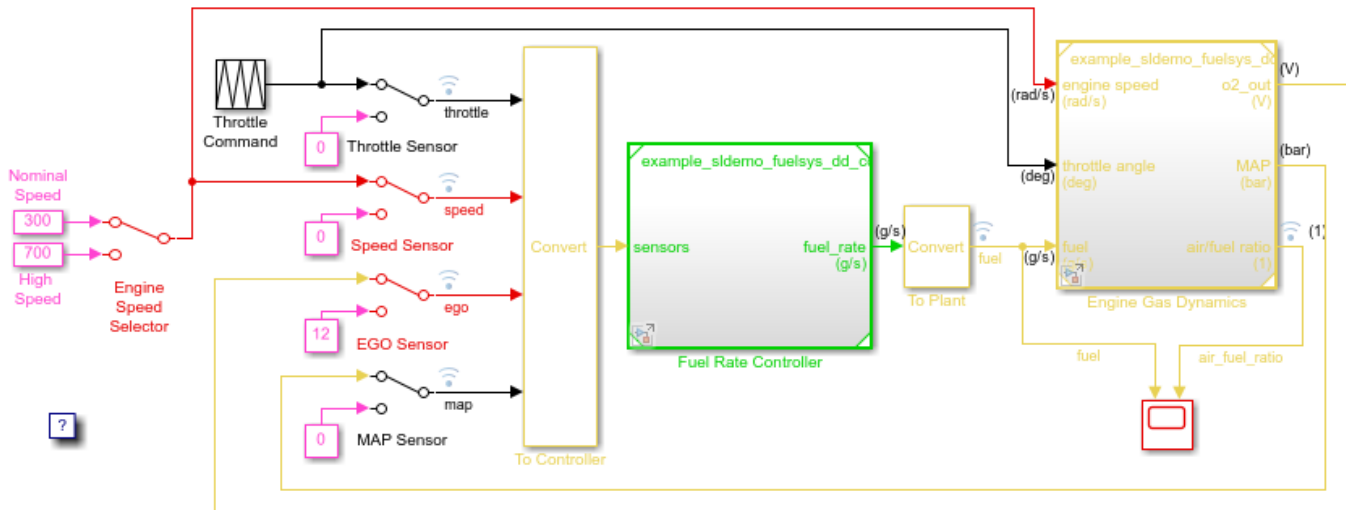 Throttle
Command
0
Throttle Sensor
throttle
Nominal
Speed
300
700
High
Speed
Engine
Speed
Selector
0
Speed Sensor
speed
12
EGO Sensor
ego
0
MAP Sensor
map
?
Convert
To Controller
example_sldemo_fuelsys_dd_c
sensors
fuel_rate
(g/s)
Fuel Rate Controller
(g/s)
Convert
To Plant
fuel
(rad/s)
(deg)
(g/s)
example_sldemo_fuelsys_dd
engine speed
(rad/s)
o2_out
(V)
throttle angle
(deg)
MAP
(bar)
fuel
air/fuel ratio
(1)
Engine Gas Dynamics
(V)
(bar)
(1)
fuel
air_fuel_ratio